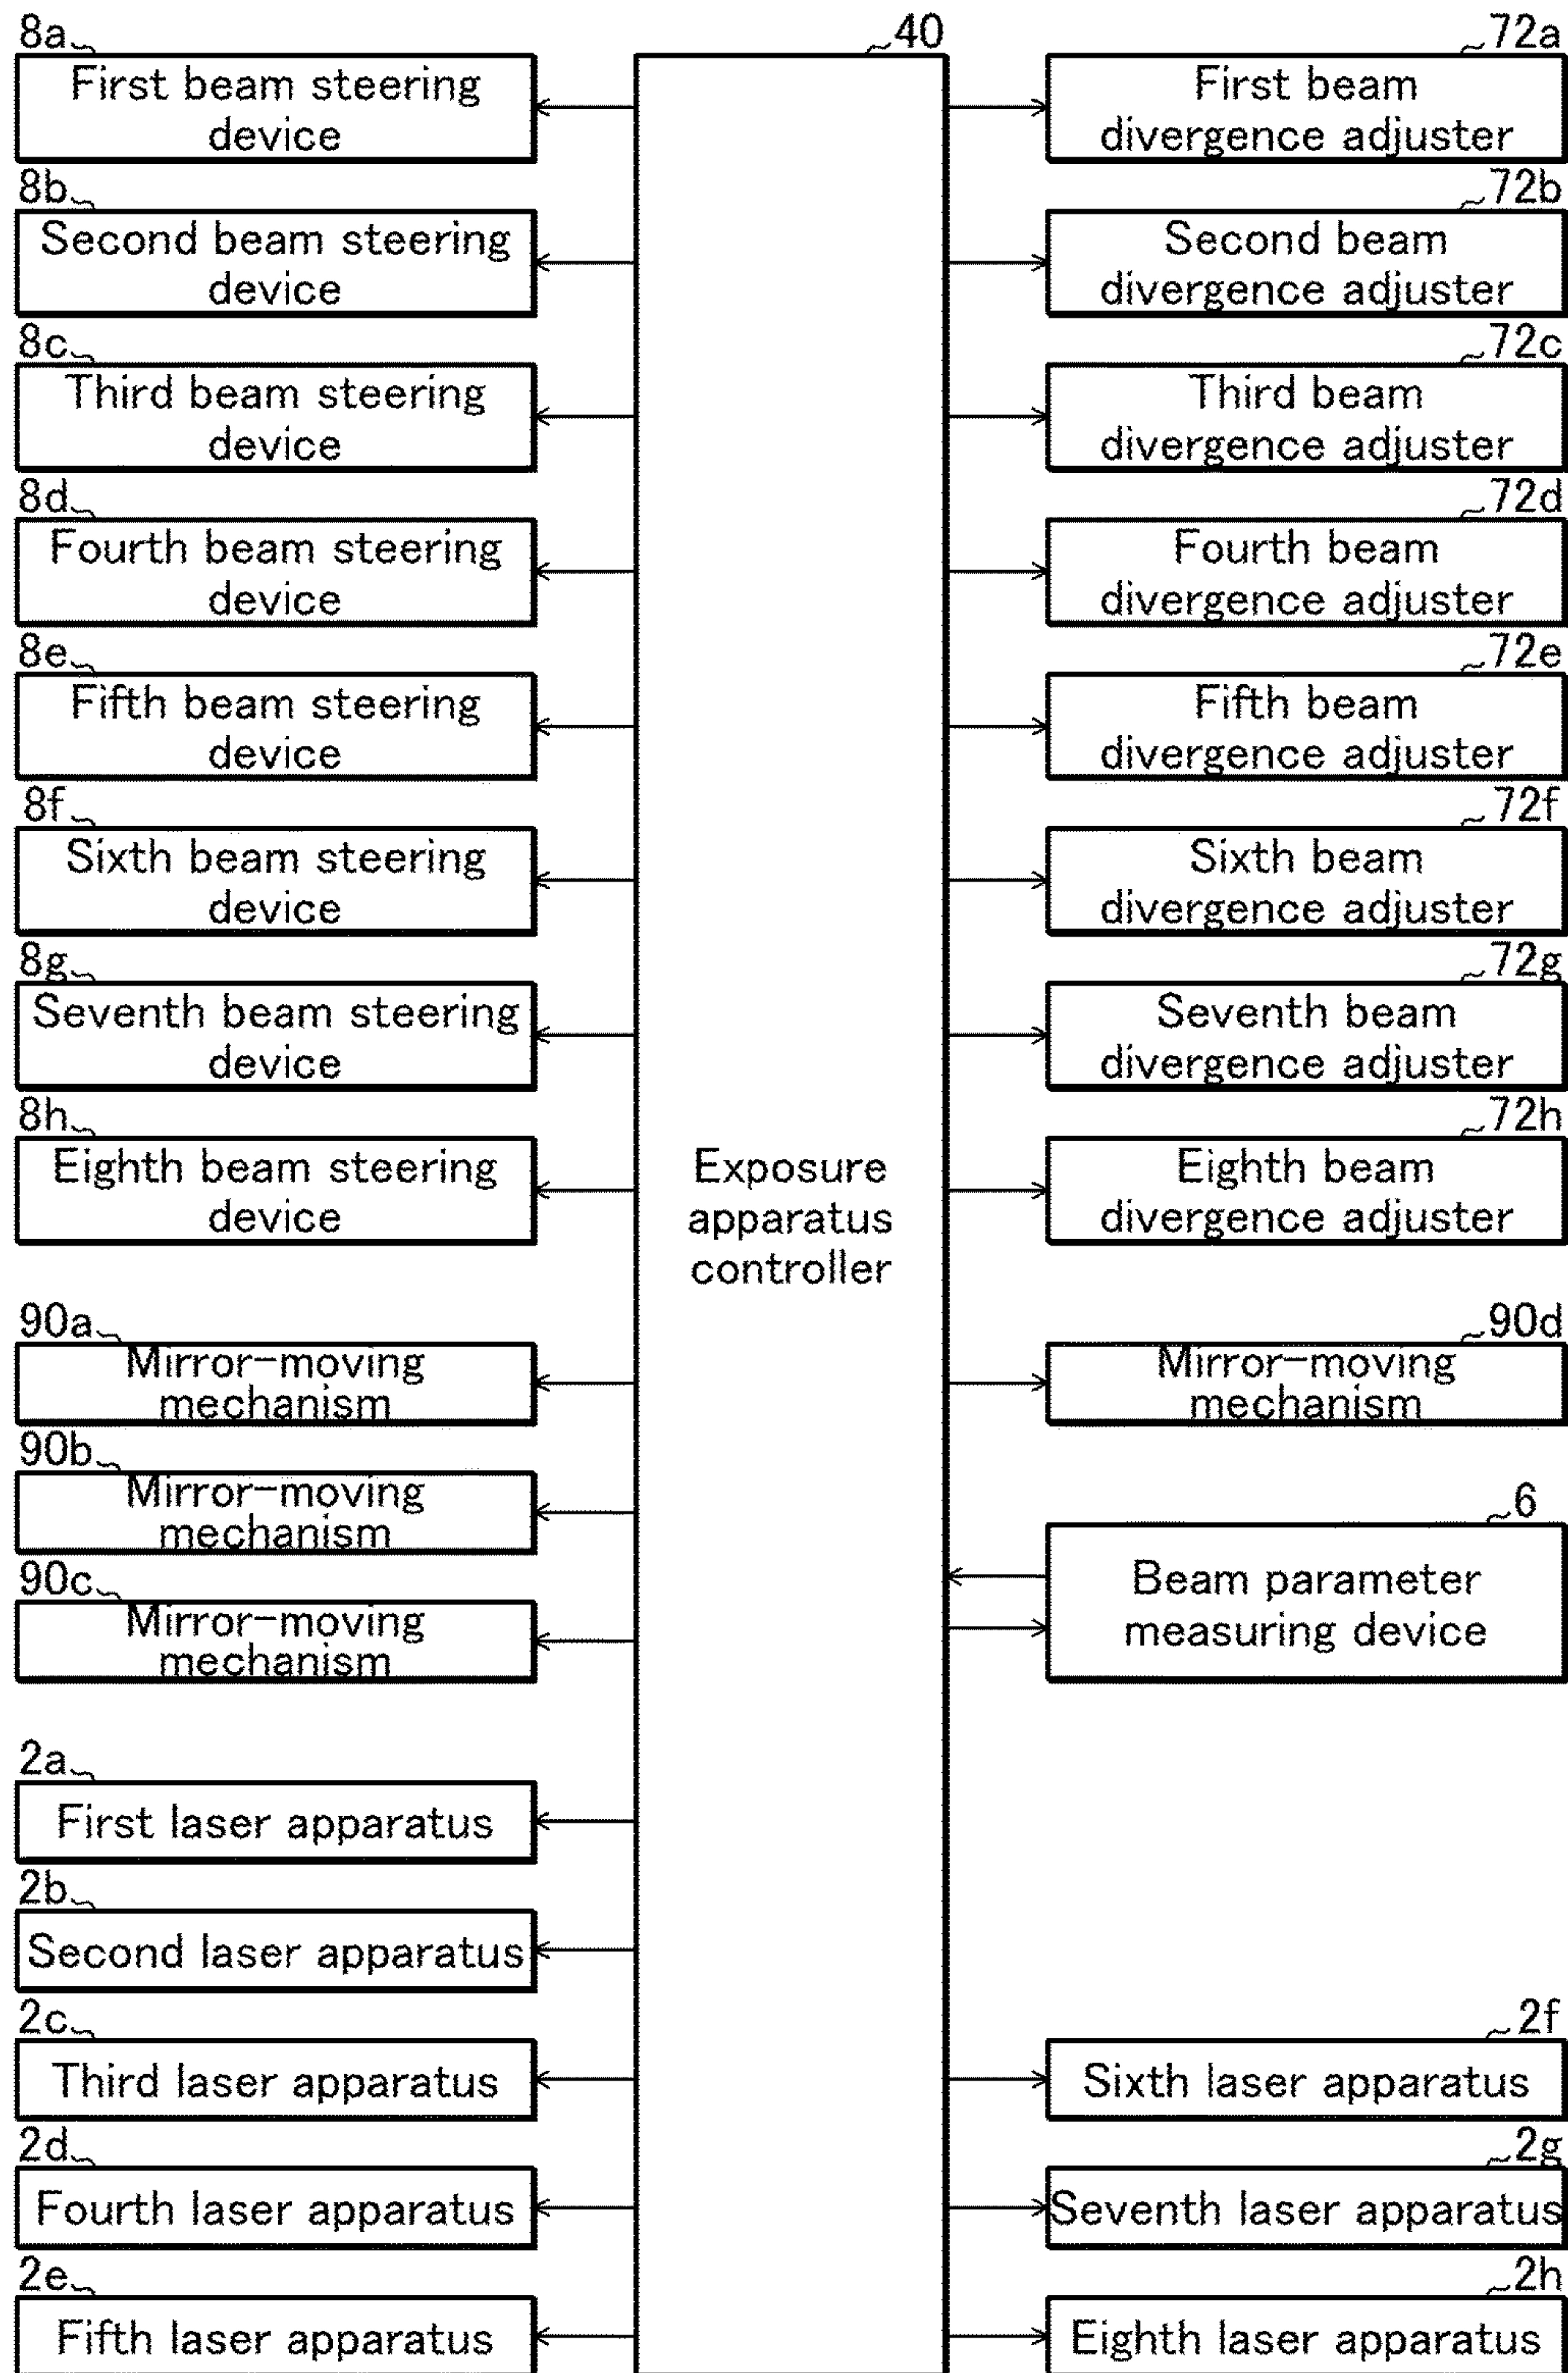 8a
First beam steering
device
8b
Second beam steering
device
8c
Third beam steering
device
8d
Fourth beam steering
device
8e
Fifth beam steering
device
8f
Sixth beam steering
device
8g
Seventh beam steering
device
8h
Eighth beam steering
device
90a
Mirror-moving
mechanism
90b
Mirror-moving
mechanism
90c
Mirror-moving
mechanism
2a
First laser apparatus
2b
Second laser apparatus
2c
Third laser apparatus
2d
Fourth laser apparatus
2e
Fifth laser apparatus
40
Exposure
apparatus
controller
72a
First beam
divergence adjuster
72b
Second beam
divergence adjuster
72c
Third beam
divergence adjuster
72d
Fourth beam
divergence adjuster
72e
Fifth beam
divergence adjuster
72f
Sixth beam
divergence adjuster
72g
Seventh beam
divergence adjuster
72h
Eighth beam
divergence adjuster
90d
Mirror-moving
mechanism
6
Beam parameter
measuring device
2f
Sixth laser apparatus
2g
Seventh laser apparatus
2h
Eighth laser apparatus